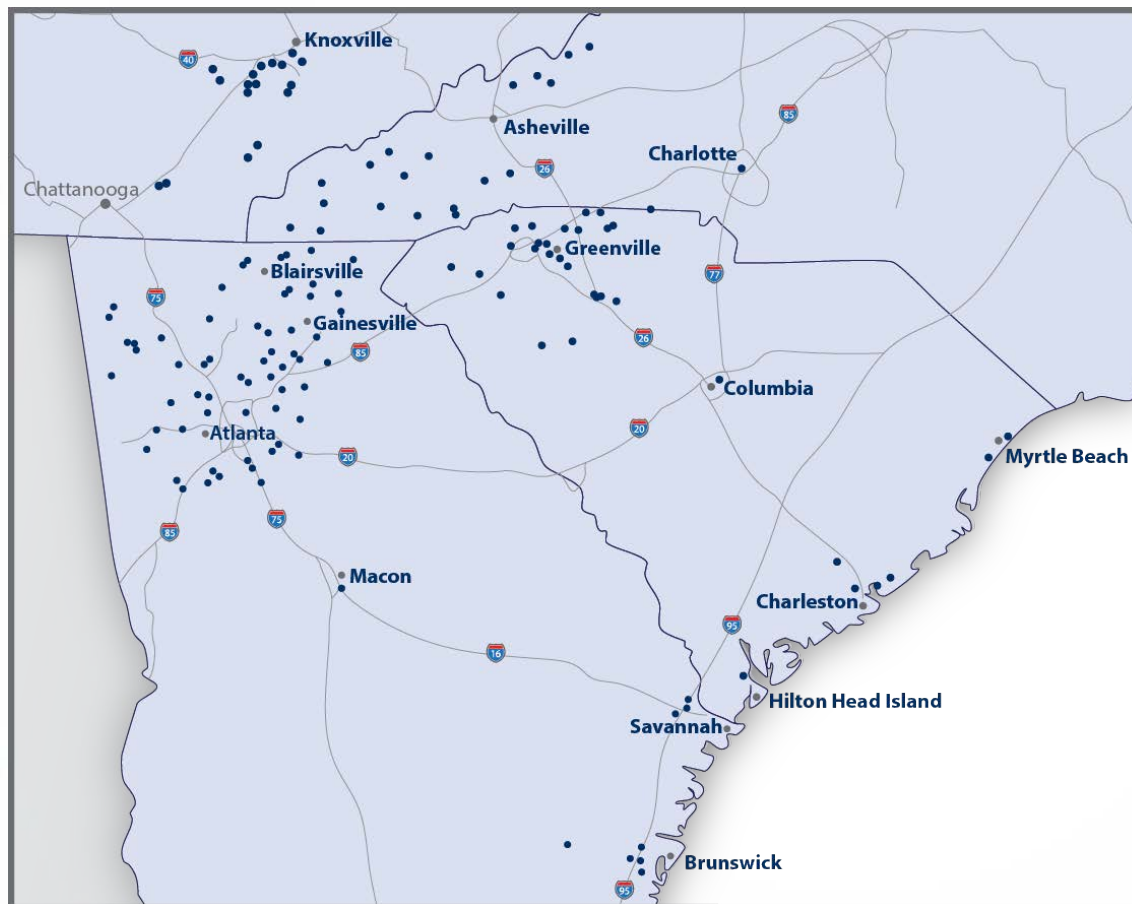 Knoxville
40
Asheville
85
Charlotte
26
Chattanooga
Greenville
Blairsville
77
75
Gainesville
26
85
Columbia
20
Atlanta
20
Myrtle Beach
75
85
Macon
Charleston
95
16
Hilton Head Island
Savannah
Brunswick
95